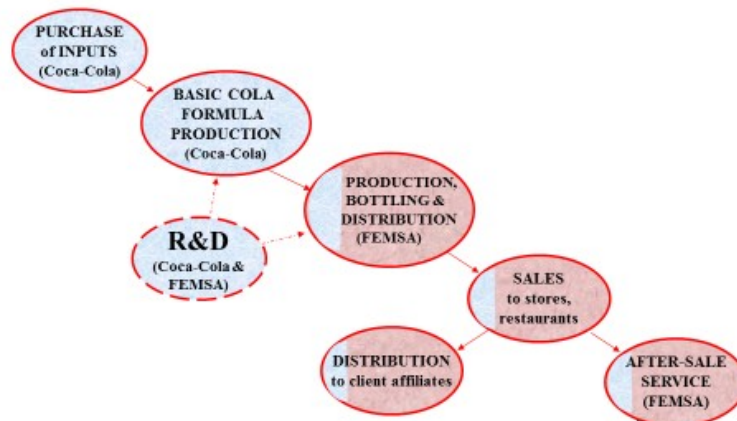 PURCHASE
of INPUTS
(Coca-Cola)
BASIC COLA
FORMULA
PRODUCTION
(Coca-Cola)
PRODUCTION,
BOTTLING &
DISTRIBUTION
(FEMSA)
R&D
(Coca-Cola &
FEMSA)
SALES
to stores,
restaurants
DISTRIBUTION
to client affiliates
AFTER-SALE
SERVICE
(FEMSA)